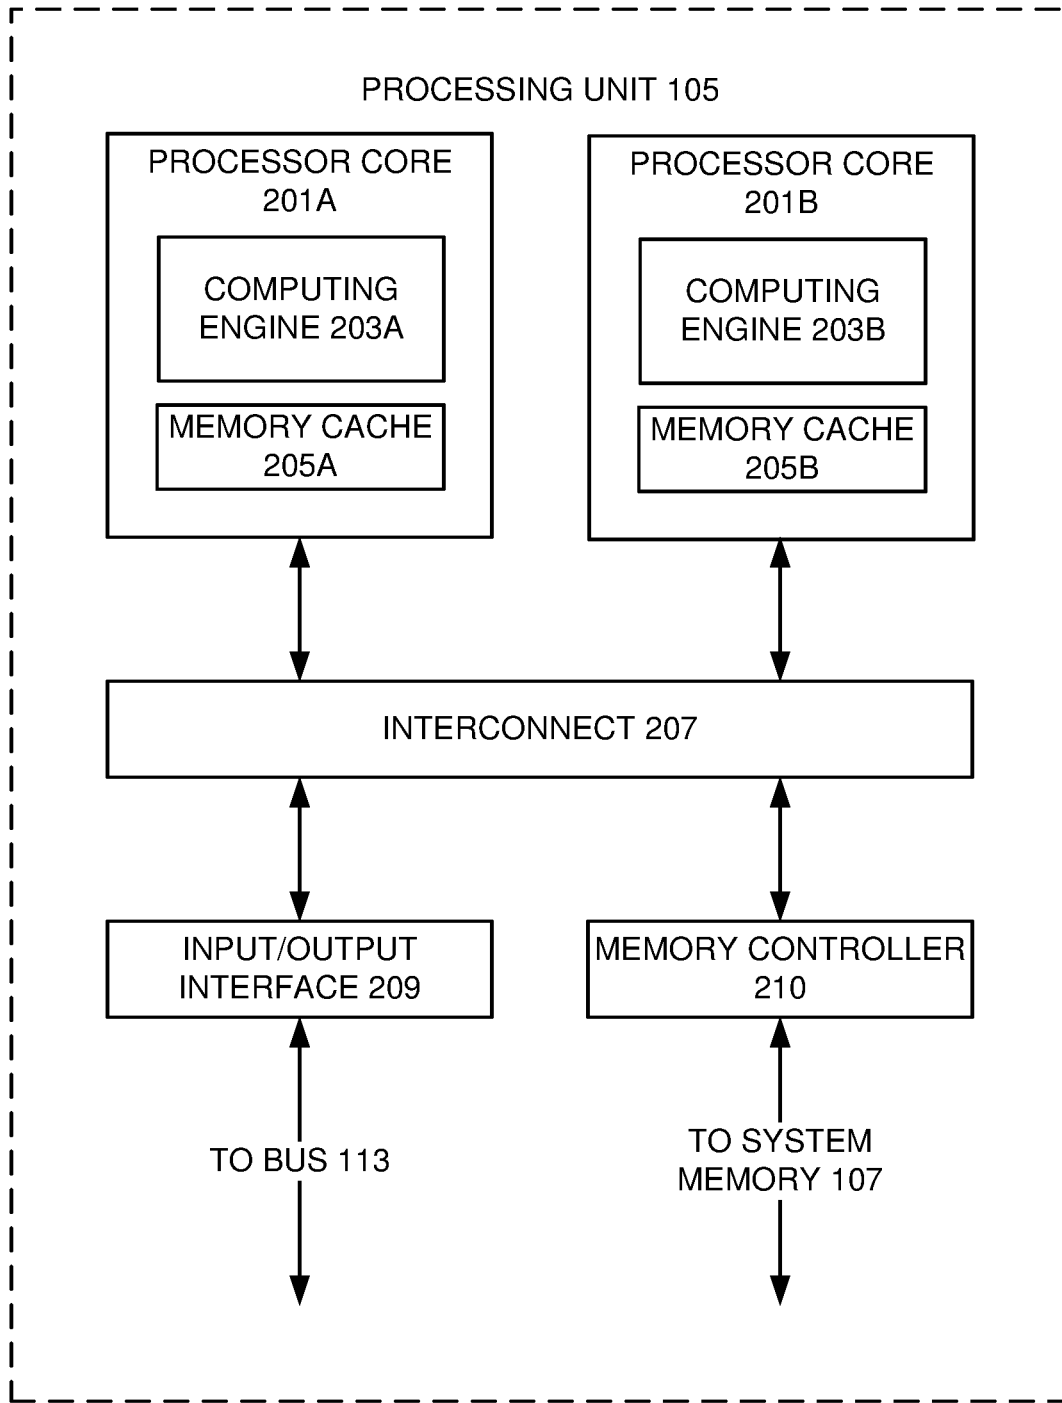 PROCESSING UNIT 105
PROCESSOR CORE
201A
COMPUTING
ENGINE 203A
MEMORY CACHE
205A
PROCESSOR CORE
201B
COMPUTING
ENGINE 203B
MEMORY CACHE
205B
INTERCONNECT 207
INPUT/OUTPUT
INTERFACE 209
MEMORY CONTROLLER
210
TO BUS 113
TO SYSTEM
MEMORY 107